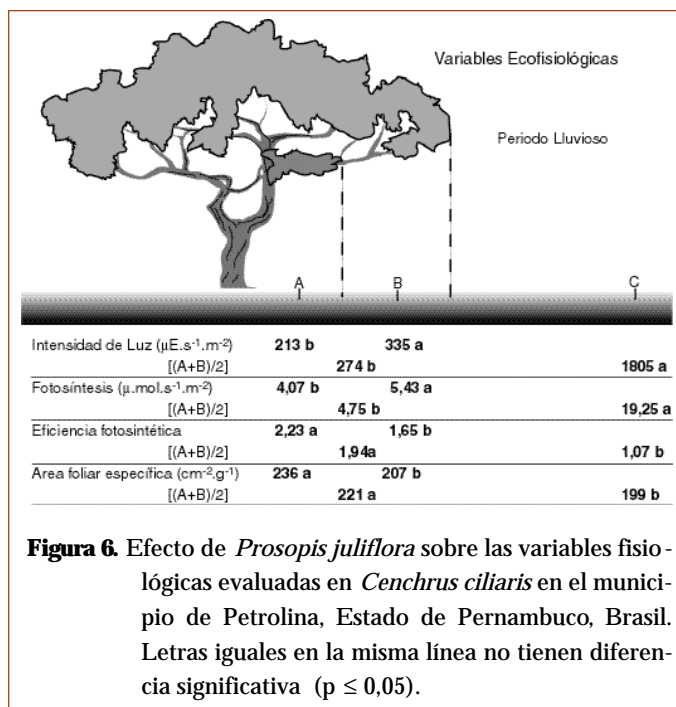 Variables Ecofisiológicas
Periodo Lluvioso
A B C
Intensidad de Luz (µE.s⁻¹.m⁻²) 213 b 335 a
[(A+B)/2] 274 b 1805 a
Fotosíntesis (µ.mol.s⁻¹.m⁻²) 4,07 b 5,43 a
[(A+B)/2] 4,75 b 19,25 a
Eficiencia fotosintética 2,23 a 1,65 b
[(A+B)/2] 1,94a 1,07 b
Area foliar específica (cm⁻².g⁻¹) 236 a 207 b
[(A+B)/2] 221 a 199 b
Figura 6. Efecto de Prosopis juliflora sobre las variables fisio-
lógicas evaluadas en Cenchrus ciliaris en el munici-
pio de Petrolina, Estado de Pernambuco, Brasil.
Letras iguales en la misma línea no tienen diferen-
cia significativa (p ≤ 0,05).